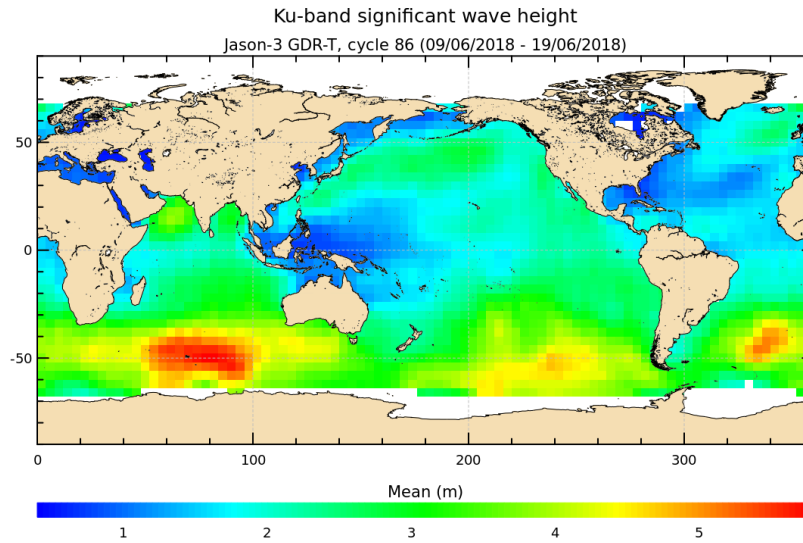 Ku-band significant wave height
Jason-3 GDR-T, cycle 86 (09/06/2018 - 19/06/2018)
50
0
-50
0 100 200 300
Mean (m)
1 2 3 4 5